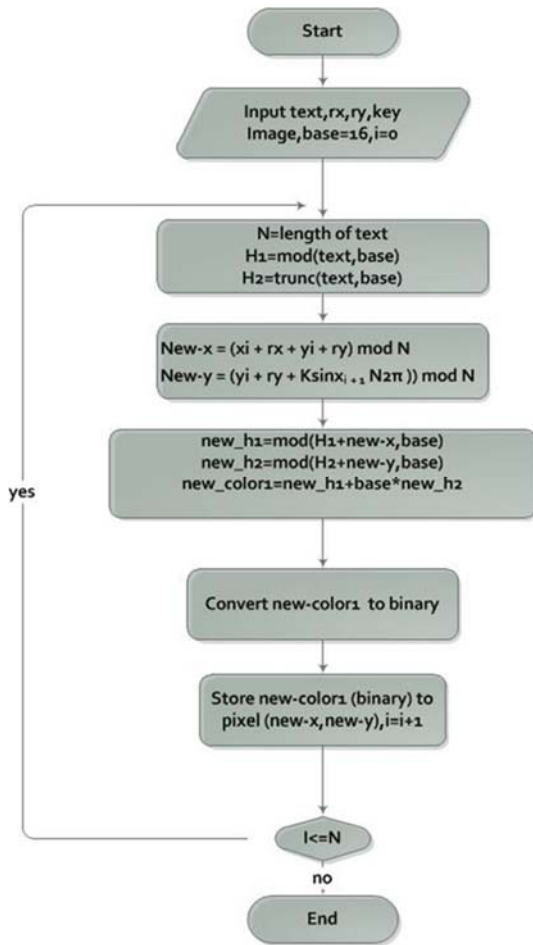 Start
Input text,rx,ry,key
Image,base=16,i=0
N=length of text
H1=mod(text,base)
H2=trunc(text,base)
New-x = (xi + rx + yi + ry) mod N
New-y = (yi + ry + Ksinxᵢ₊₁ N2π )) mod N
new_h1=mod(H1+new-x,base)
new_h2=mod(H2+new-y,base)
new_color1=new_h1+base*new_h2
yes
Convert new-color1 to binary
Store new-color1 (binary) to
pixel (new-x,new-y),i=i+1
I<=N
no
End